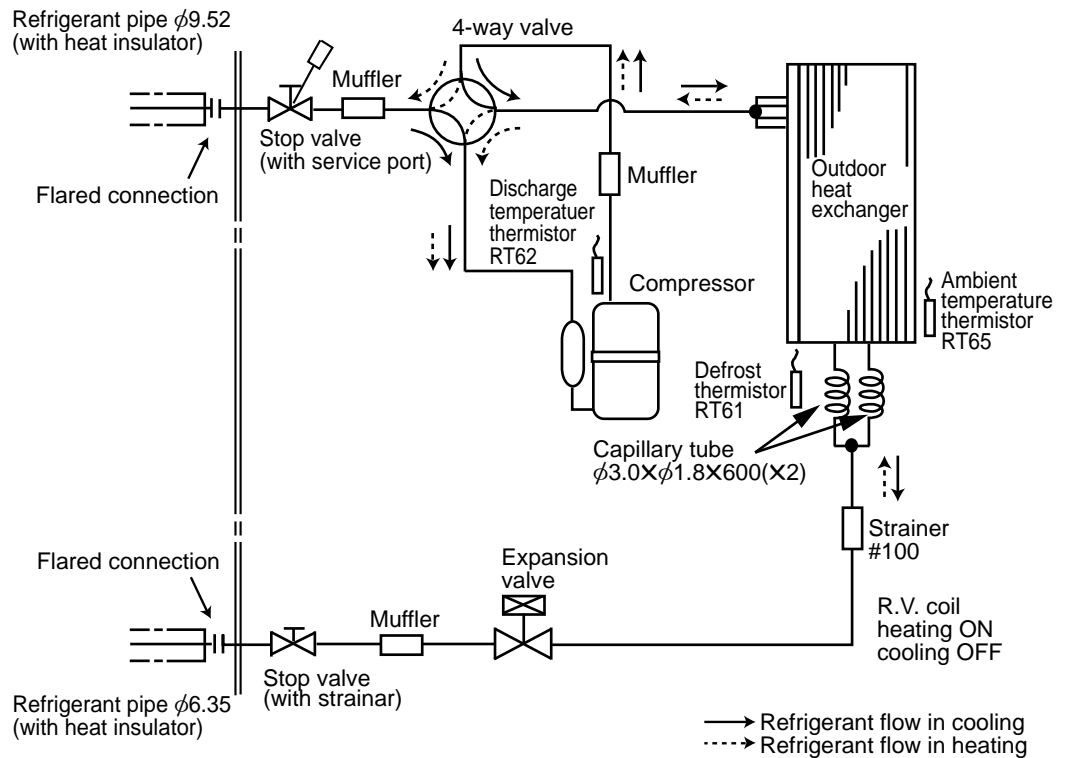 Refrigerant pipe ϕ9.52
(with heat insulator)
4-way valve
Muffler
Stop valve
(with service port)
Flared connection
Muffler
Discharge
temperatuer
thermistor
RT62
Outdoor
heat
exchanger
Compressor
Ambient
temperature
thermistor
RT65
Defrost
thermistor
RT61
Capillary tube
ϕ3.0×ϕ1.8×600(×2)
Strainer
#100
Flared connection
Expansion
valve
Muffler
R.V. coil
heating ON
cooling OFF
Stop valve
(with strainar)
Refrigerant pipe ϕ6.35
(with heat insulator)
Refrigerant flow in cooling
Refrigerant flow in heating